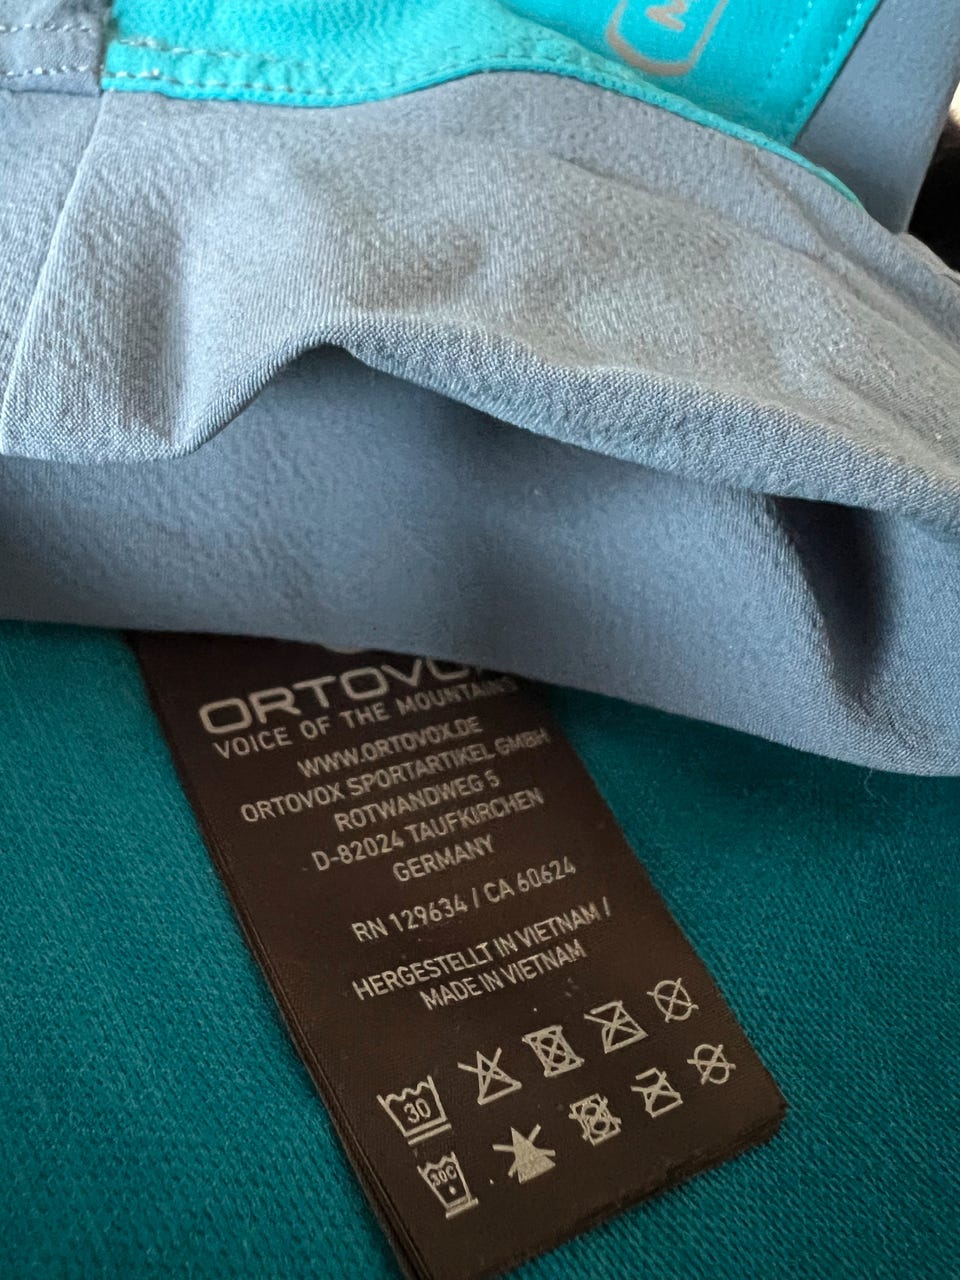 ORTOVOX
VOICE OF THE MOUNTAINS
WWW.ORTOVOX.DE
ORTOVOX SPORTARTIKEL GMBH
ROTWANDWEG 5
D-82024 TAUFKIRCHEN
GERMANY
RN 129634 / CA 60624
HERGESTELLT IN VIETNAM /
MADE IN VIETNAM
30
30C